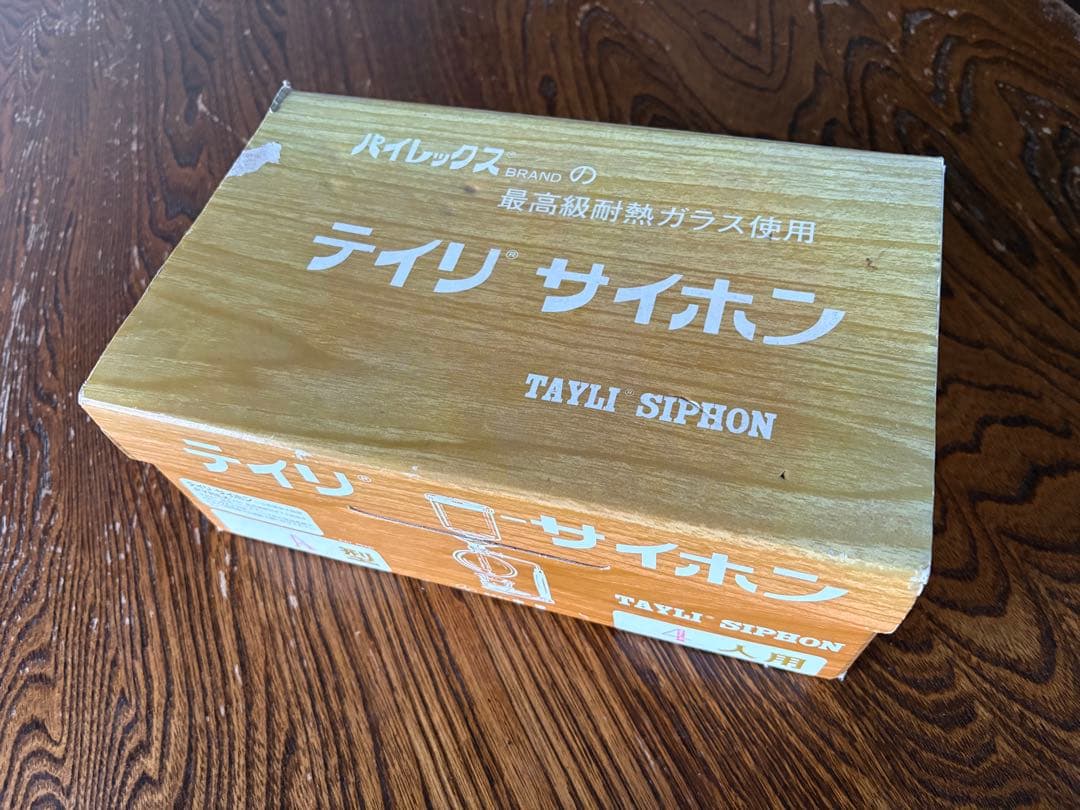 パイレックス® BRAND の
最高級耐熱ガラス使用
テイリ® サイホン
TAYLI® SIPHON
テイリ® サイホン
TAYLI® SIPHON
A 型
4 人用